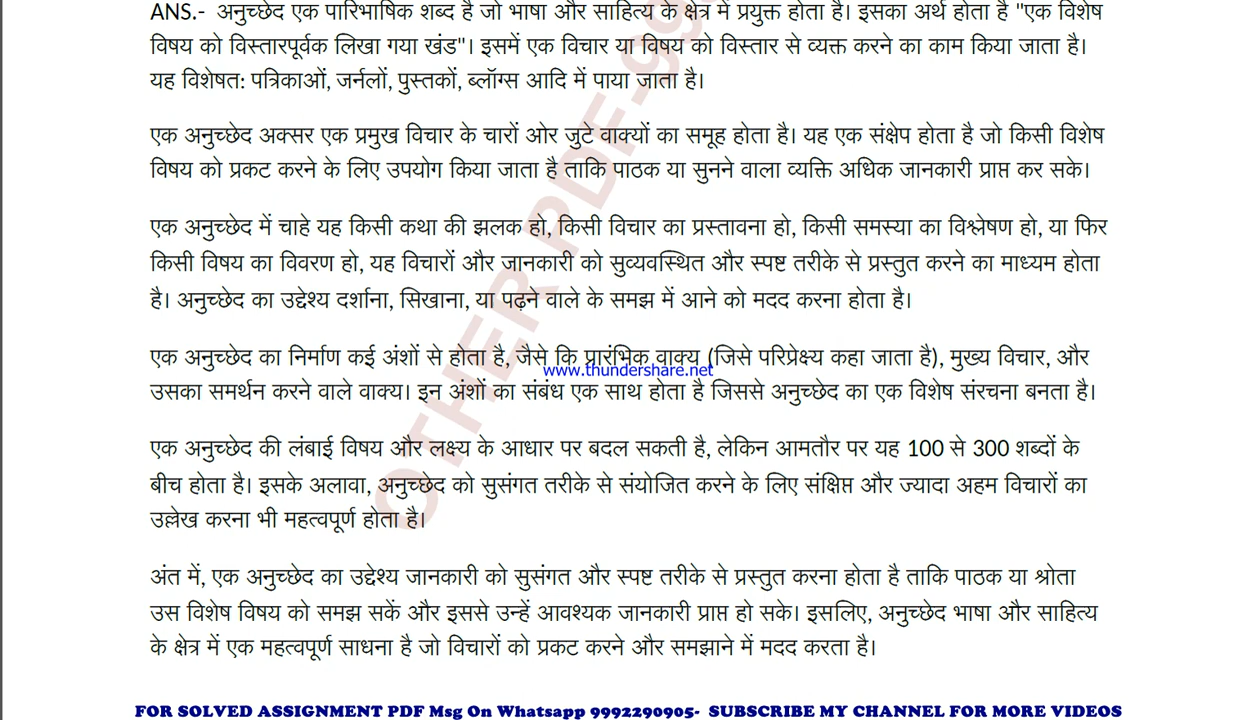 ANS.- अनुच्छेद एक पारिभाषिक शब्द है जो भाषा और साहित्य के क्षेत्र में प्रयुक्त होता है। इसका अर्थ होता है "एक विशेष
विषय को विस्तारपूर्वक लिखा गया खंड"। इसमें एक विचार या विषय को विस्तार से व्यक्त करने का काम किया जाता है।
यह विशेषत: पत्रिकाओं, जर्नलों, पुस्तकों, ब्लॉग्स आदि में पाया जाता है।
एक अनुच्छेद अक्सर एक प्रमुख विचार के चारों ओर जुटे वाक्यों का समूह होता है। यह एक संक्षेप होता है जो किसी विशेष
विषय को प्रकट करने के लिए उपयोग किया जाता है ताकि पाठक या सुनने वाला व्यक्ति अधिक जानकारी प्राप्त कर सके।
एक अनुच्छेद में चाहे यह किसी कथा की झलक हो, किसी विचार का प्रस्तावना हो, किसी समस्या का विश्लेषण हो, या फिर
किसी विषय का विवरण हो, यह विचारों और जानकारी को सुव्यवस्थित और स्पष्ट तरीके से प्रस्तुत करने का माध्यम होता
है। अनुच्छेद का उद्देश्य दर्शाना, सिखाना, या पढ़ने वाले के समझ में आने को मदद करना होता है।
एक अनुच्छेद का निर्माण कई अंशों से होता है, जैसे कि प्रारंभिक वाक्य (जिसे परिप्रेक्ष्य कहा जाता है), मुख्य विचार, और
www.thundershare.net
उसका समर्थन करने वाले वाक्य। इन अंशों का संबंध एक साथ होता है जिससे अनुच्छेद का एक विशेष संरचना बनता है।
एक अनुच्छेद की लंबाई विषय और लक्ष्य के आधार पर बदल सकती है, लेकिन आमतौर पर यह 100 से 300 शब्दों के
बीच होता है। इसके अलावा, अनुच्छेद को सुसंगत तरीके से संयोजित करने के लिए संक्षिप्त और ज्यादा अहम विचारों का
उल्लेख करना भी महत्वपूर्ण होता है।
अंत में, एक अनुच्छेद का उद्देश्य जानकारी को सुसंगत और स्पष्ट तरीके से प्रस्तुत करना होता है ताकि पाठक या श्रोता
उस विशेष विषय को समझ सकें और इससे उन्हें आवश्यक जानकारी प्राप्त हो सके। इसलिए, अनुच्छेद भाषा और साहित्य
के क्षेत्र में एक महत्वपूर्ण साधना है जो विचारों को प्रकट करने और समझाने में मदद करता है।
OTHER PDF-99
FOR SOLVED ASSIGNMENT PDF Msg On Whatsapp 9992290905- SUBSCRIBE MY CHANNEL FOR MORE VIDEOS